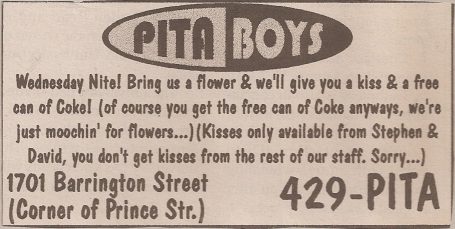 PITA BOYS
Wednesday Nite! Bring us a flower & we'll give you a kiss & a free
can of Coke! (of course you get the free can of Coke anyways, we're
just moochin' for flowers...)(Kisses only available from Stephen &
David, you don't get kisses from the rest of our staff. Sorry...)
1701 Barrington Street
(Corner of Prince Str.)
429-PITA